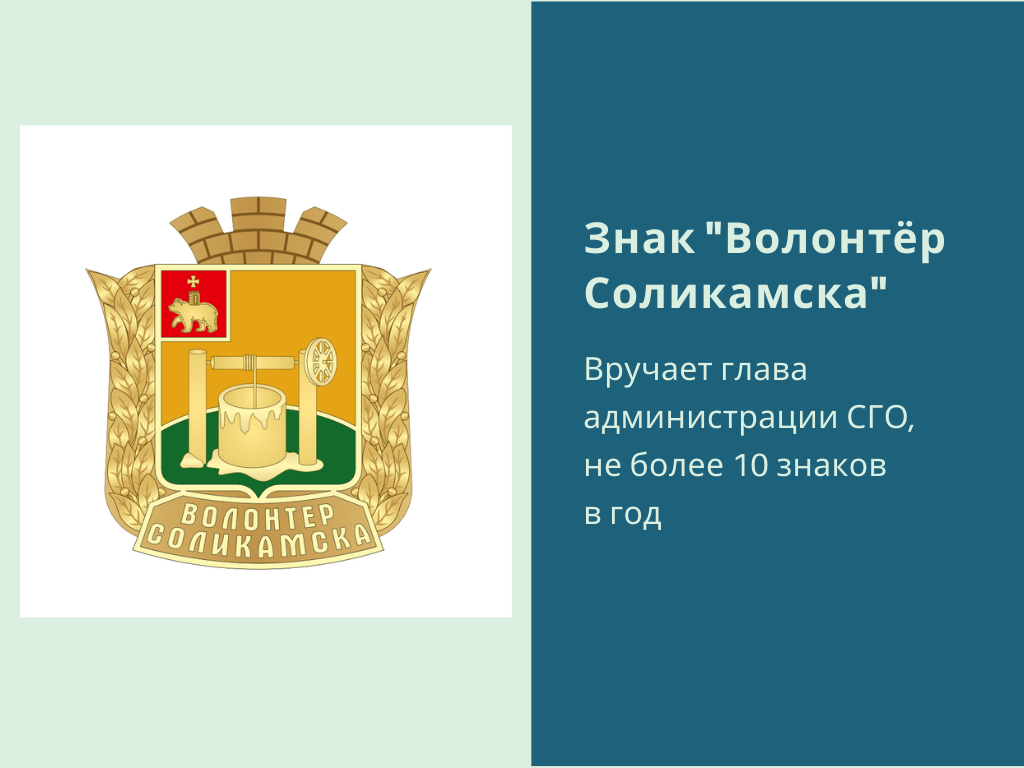 ВОЛОНТЕР
СОЛИКАМСКА
Знак "Волонтёр
Соликамска"
Вручает глава
администрации СГО,
не более 10 знаков
в год